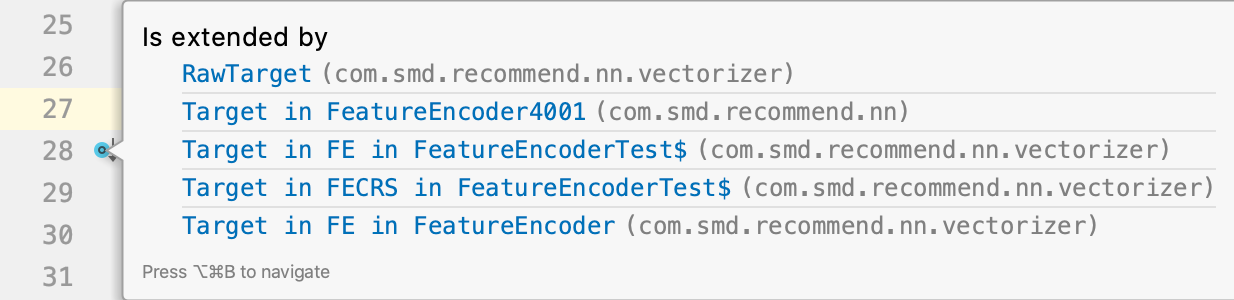 25
26
27
28
29
30
31
Is extended by
RawTarget (com.smd.recommend.nn.vectorizer)
Target in FeatureEncoder4001 (com.smd.recommend.nn)
Target in FE in FeatureEncoderTest$ (com.smd.recommend.nn.vectorizer)
Target in FECRS in FeatureEncoderTest$ (com.smd.recommend.nn.vectorizer)
Target in FE in FeatureEncoder (com.smd.recommend.nn.vectorizer)
Press ⌥⌘B to navigate